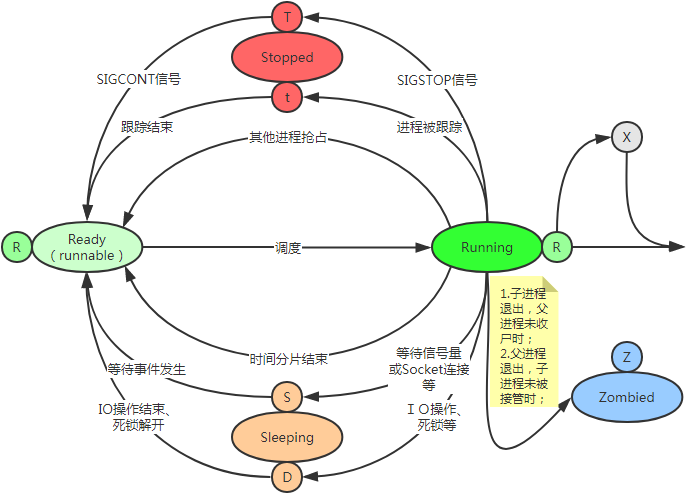 T
Stopped
SIGCONT信号
SIGSTOP信号
t
跟踪结束
进程被跟踪
其他进程抢占
X
R
Ready
（runnable）
调度
Running
R
1.子进程
退出，父
进程未收
尸时；
2.父进程
退出，子
进程未被
接管时；
时间分片结束
等待事件发生
等待信号量
或Socket连接
等
Z
Zombied
S
IO操作结束、
死锁解开
ＩＯ操作、
死锁等
Sleeping
D